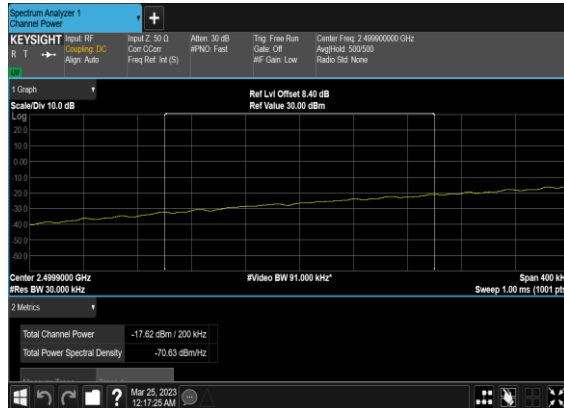 Spectrum Analyzer 1
Channel Power
+
KEYSIGHT
R T
Input: RF
Coupling: DC
Align: Auto
Input Z: 50 Ω
Corr CCorr
Freq Ref: Int (S)
Atten: 30 dB
#PNO: Fast
Trig: Free Run
Gate: Off
#IF Gain: Low
Center Freq: 2.499900000 GHz
Avg|Hold: 500/500
Radio Std: None
1 Graph
Scale/Div 10.0 dB
Ref Lvl Offset 8.40 dB
Ref Value 30.00 dBm
Log
20.0
10.0
0.00
-10.0
-20.0
-30.0
-40.0
-50.0
-60.0
Center 2.4999000 GHz
#Res BW 30.000 kHz
#Video BW 91.000 kHz*
Span 400 kH
Sweep 1.00 ms (1001 pts
2 Metrics
Total Channel Power -17.62 dBm / 200 kHz
Total Power Spectral Density -70.63 dBm/Hz
?
Mar 25, 2023
12:17:25 AM